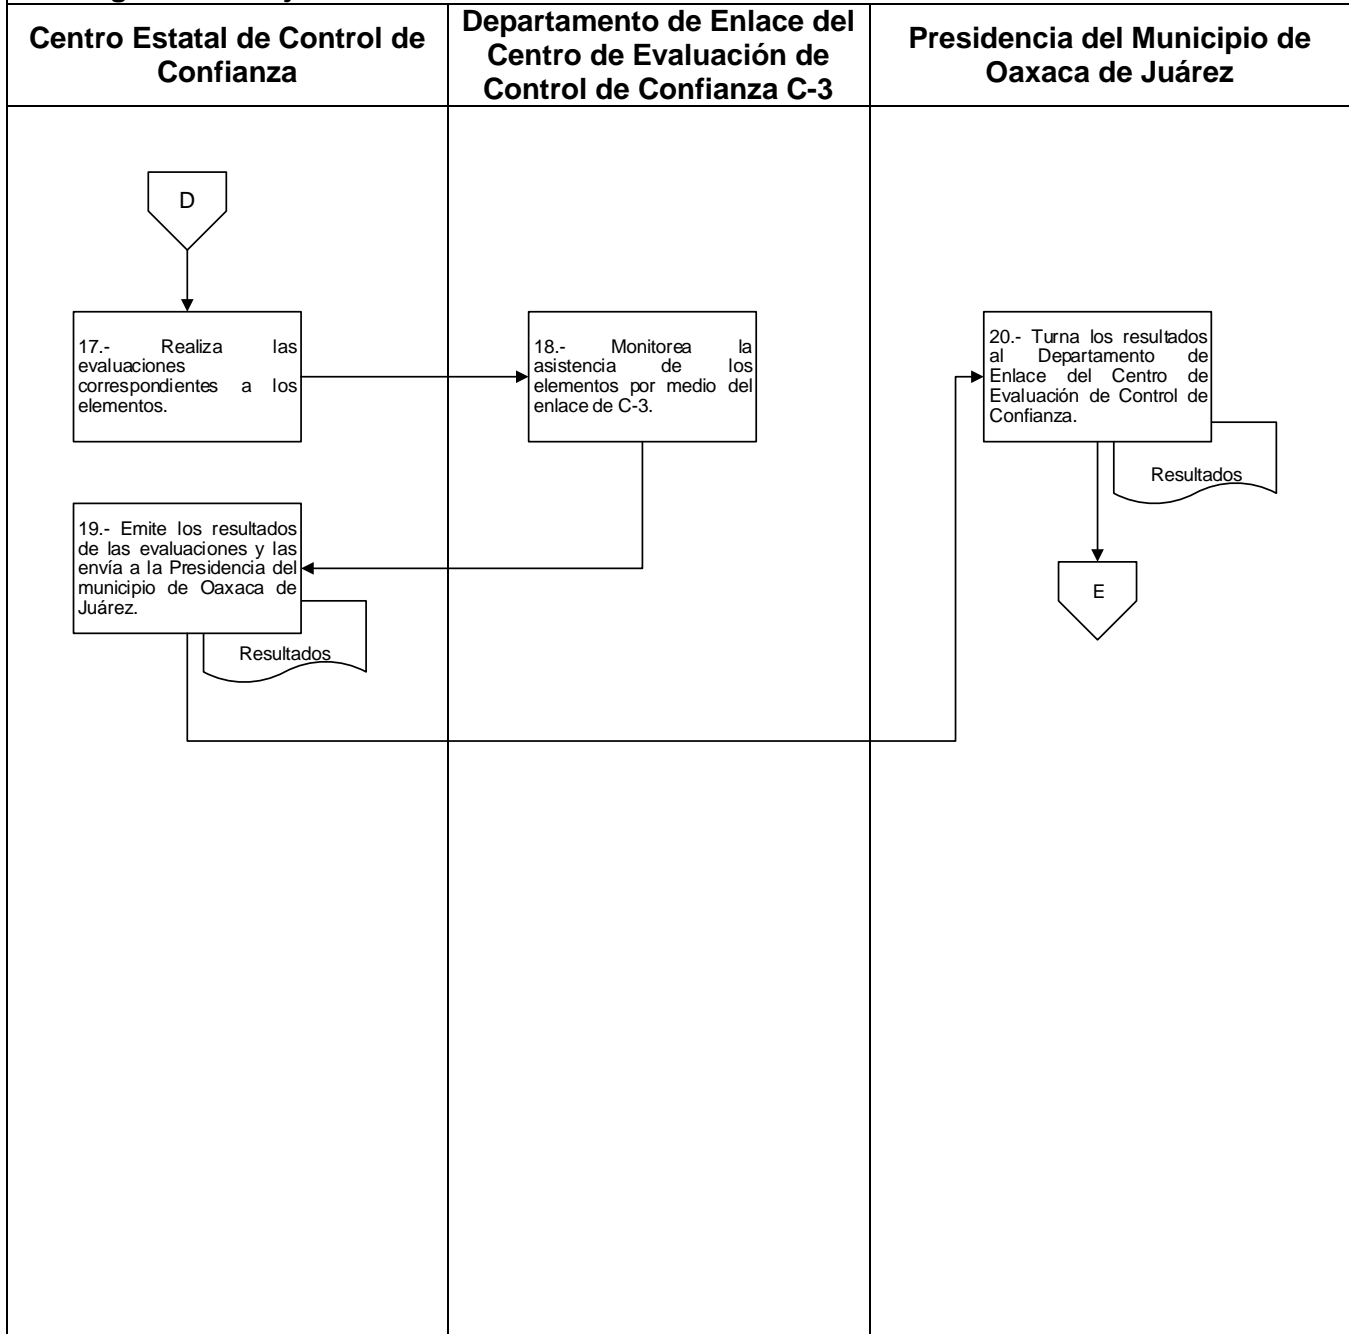 Centro Estatal de Control de
Confianza
Departamento de Enlace del
Centro de Evaluación de
Control de Confianza C-3
Presidencia del Municipio de
Oaxaca de Juárez
D
17.- Realiza las
evaluaciones
correspondientes a los
elementos.
18.- Monitorea la
asistencia de los
elementos por medio del
enlace de C-3.
20.- Turna los resultados
al Departamento de
Enlace del Centro de
Evaluación de Control de
Confianza.
Resultados
19.- Emite los resultados
de las evaluaciones y las
envía a la Presidencia del
municipio de Oaxaca de
Juárez.
Resultados
E